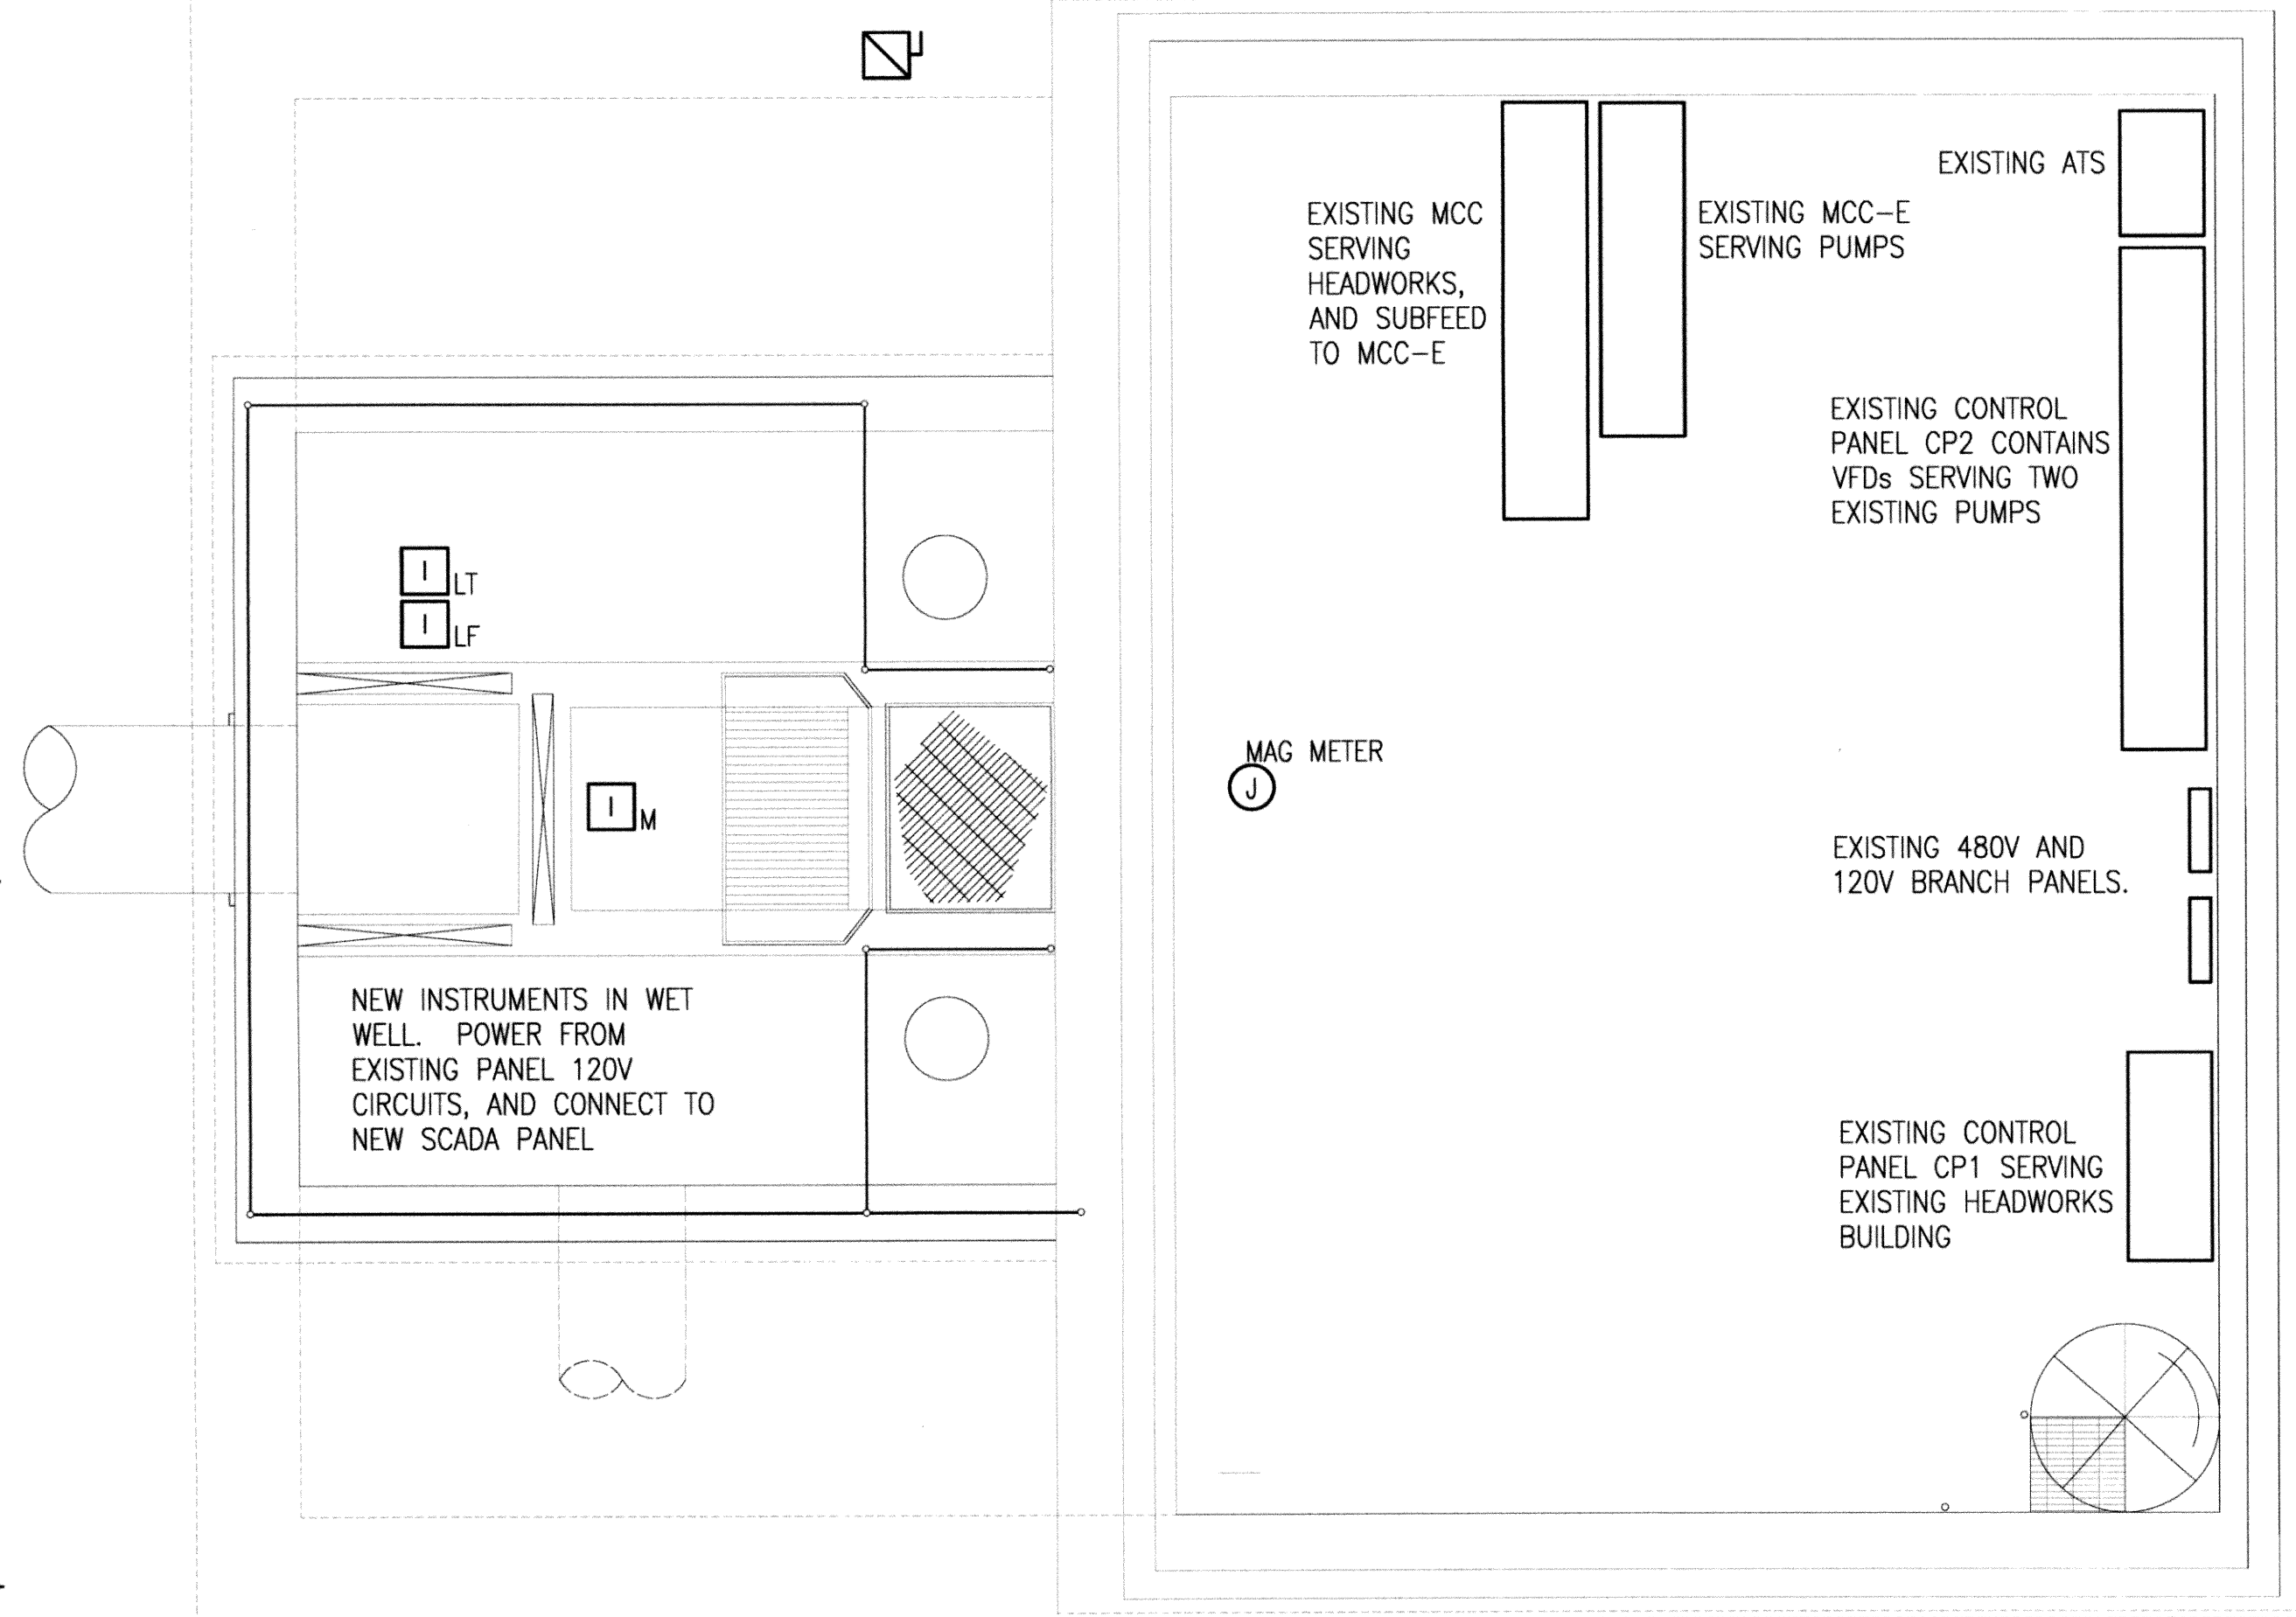 EXISTING ATS
EXISTING MCC
SERVING
HEADWORKS,
AND SUBFEED
TO MCC-E
EXISTING MCC-E
SERVING PUMPS
EXISTING CONTROL
PANEL CP2 CONTAINS
VFDs SERVING TWO
EXISTING PUMPS
I LT
I LF
MAG METER
J
I M
EXISTING 480V AND
120V BRANCH PANELS.
NEW INSTRUMENTS IN WET
WELL. POWER FROM
EXISTING PANEL 120V
CIRCUITS, AND CONNECT TO
NEW SCADA PANEL
EXISTING CONTROL
PANEL CP1 SERVING
EXISTING HEADWORKS
BUILDING